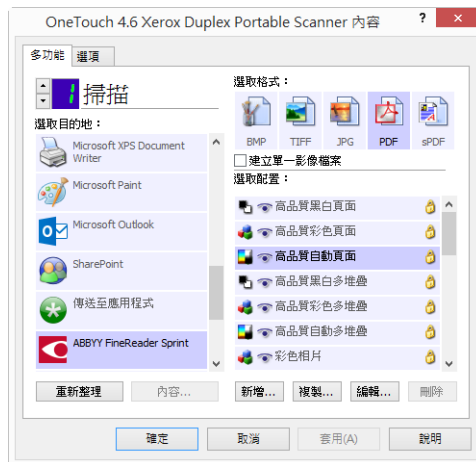 OneTouch 4.6 Xerox Duplex Portable Scanner 內容
多功能 選項
1 掃描
選取目的地：
Microsoft XPS Document
Writer
Microsoft Paint
Microsoft Outlook
SharePoint
傳送至應用程式
ABBYY FineReader Sprint
重新整理 內容...
選取格式：
BMP TIFF JPG PDF sPDF
建立單一影像檔案
選取配置：
高品質黑白頁面
高品質彩色頁面
高品質自動頁面
高品質黑白多堆疊
高品質彩色多堆疊
高品質自動多堆疊
彩色相片
新增... 複製... 編輯... 刪除
確定 取消 套用(A) 說明